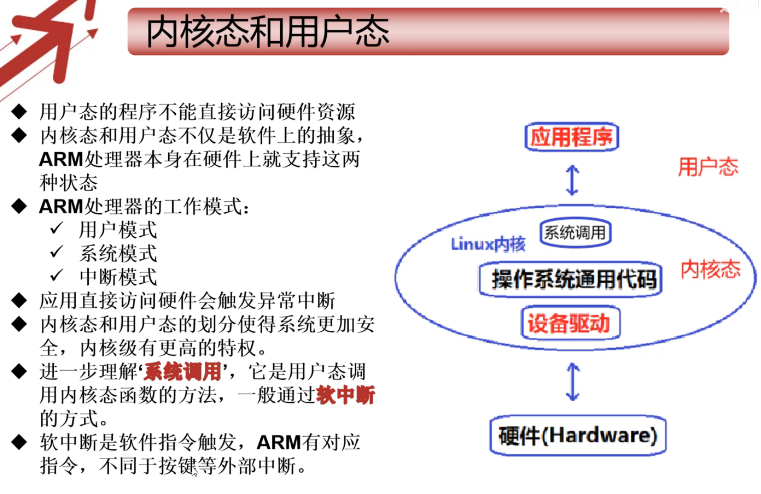 内核态和用户态
◆ 用户态的程序不能直接访问硬件资源
◆ 内核态和用户态不仅是软件上的抽象，
ARM处理器本身在硬件上就支持这两
种状态
◆ ARM处理器的工作模式：
✓ 用户模式
✓ 系统模式
✓ 中断模式
◆ 应用直接访问硬件会触发异常中断
◆ 内核态和用户态的划分使得系统更加安
全，内核级有更高的特权。
◆ 进一步理解‘系统调用’，它是用户态调
用内核态函数的方法，一般通过软中断
的方式。
◆ 软中断是软件指令触发，ARM有对应
指令，不同于按键等外部中断。
应用程序
用户态
系统调用
Linux内核
操作系统通用代码
内核态
设备驱动
硬件(Hardware)